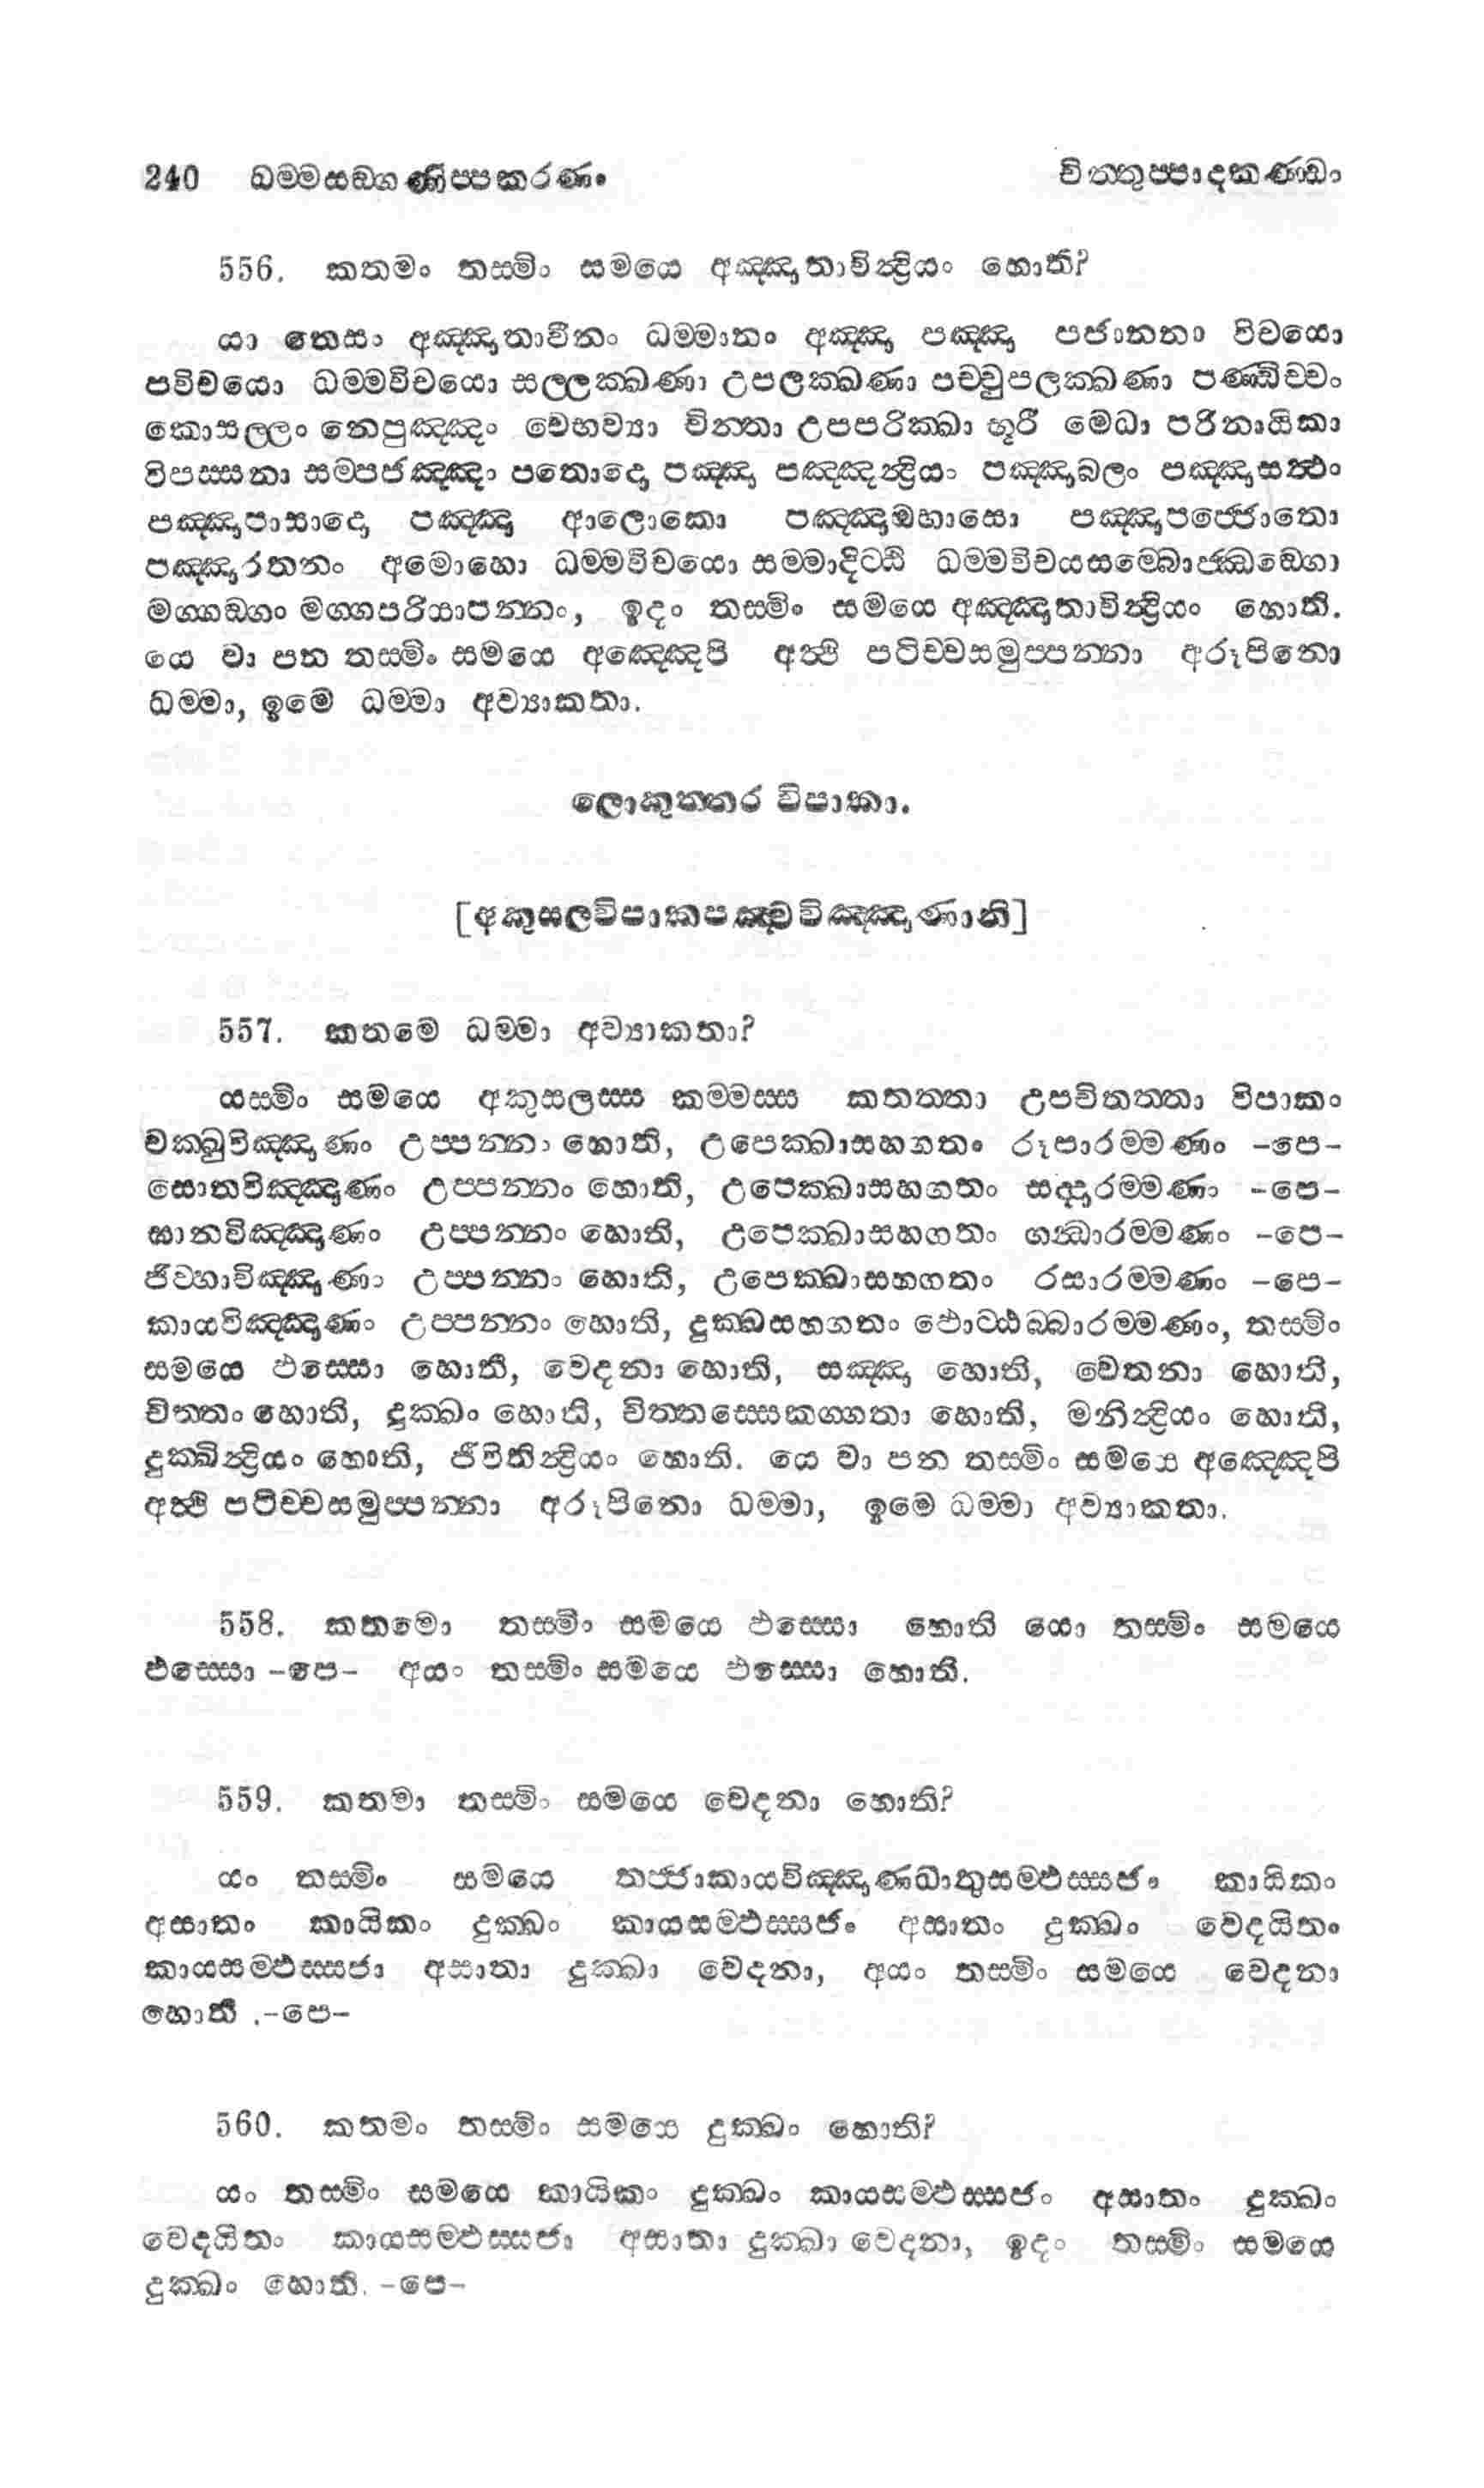 240 ධම්මසඞ්ගණිප්පකරණං චිත්තුප්පාදකණ්ඩං
556. කතමං තස්මිං සමයෙ අඤ්ඤාතාවින්ද්‍රියං හොති?
යා තෙසං අඤ්ඤාතාවීනං ධම්මානං අඤ්ඤා පඤ්ඤා පජානනා විචයො
පවිචයො ධම්මවිචයො සල්ලක්ඛණා උපලක්ඛණා පච්චුපලක්ඛණා පණ්ඩිච්චං
කොසල්ලං නෙපුඤ්ඤං වෙභව්‍යා චින්තා උපපරික්ඛා භූරී මෙධා පරිනායිකා
විපස්සනා සම්පජඤ්ඤං පතොදො පඤ්ඤා පඤ්ඤින්ද්‍රියං පඤ්ඤාබලං පඤ්ඤාසත්ථං
පඤ්ඤාපාසාදො පඤ්ඤා ආලොකො පඤ්ඤාඔභාසො පඤ්ඤාපජ්ජොතො
පඤ්ඤාරතනං අමොහො ධම්මවිචයො සම්මාදිට්ඨි ධම්මවිචයසම්බොජ්ඣඞ්ගො
මග්ගඞ්ගං මග්ගපරියාපන්නං, ඉදං තස්මිං සමයෙ අඤ්ඤාතාවින්ද්‍රියං හොති.
යෙ වා පන තස්මිං සමයෙ අඤ්ඤෙපි අත්ථි පටිච්චසමුප්පන්නා අරූපිනො
ධම්මා, ඉමෙ ධම්මා අව්‍යාකතා.
ලොකුත්තර විපාකා.
[අකුසලවිපාකපඤ්චවිඤ්ඤාණානි]
557. කතමෙ ධම්මා අව්‍යාකතා?
යස්මිං සමයෙ අකුසලස්ස කම්මස්ස කතත්තා උපචිතත්තා විපාකං
චක්ඛුවිඤ්ඤාණං උප්පන්නං හොති, උපෙක්ඛාසහගතං රූපාරම්මණං -පෙ-
සොතවිඤ්ඤාණං උප්පන්නං හොති, උපෙක්ඛාසහගතං සද්දාරම්මණං -පෙ-
ඝානවිඤ්ඤාණං උප්පන්නං හොති, උපෙක්ඛාසහගතං ගන්ධාරම්මණං -පෙ-
ජිව්හාවිඤ්ඤාණං උප්පන්නං හොති, උපෙක්ඛාසහගතං රසාරම්මණං -පෙ-
කායවිඤ්ඤාණං උප්පන්නං හොති, දුක්ඛසහගතං ඵොට්ඨබ්බාරම්මණං, තස්මිං
සමයෙ ඵස්සො හොති, වෙදනා හොති, සඤ්ඤා හොති, චෙතනා හොති,
චිත්තං හොති, දුක්ඛං හොති, චිත්තස්සෙකග්ගතා හොති, මනින්ද්‍රියං හොති,
දුක්ඛින්ද්‍රියං හොති, ජීවිතින්ද්‍රියං හොති. යෙ වා පන තස්මිං සමයෙ අඤ්ඤෙපි
අත්ථි පටිච්චසමුප්පන්නා අරූපිනො ධම්මා, ඉමෙ ධම්මා අව්‍යාකතා.
558. කතමො තස්මිං සමයෙ ඵස්සො හොති යො තස්මිං සමයෙ
ඵස්සො -පෙ- අයං තස්මිං සමයෙ ඵස්සො හොති.
559. කතමා තස්මිං සමයෙ වෙදනා හොති?
යං තස්මිං සමයෙ තජ්ජාකායවිඤ්ඤාණධාතුසම්ඵස්සජං කායිකං
අසාතං කායිකං දුක්ඛං කායසම්ඵස්සජං අසාතං දුක්ඛං වෙදයිතං
කායසම්ඵස්සජා අසාතා දුක්ඛා වෙදනා, අයං තස්මිං සමයෙ වෙදනා
හොති .-පෙ-
560. කතමං තස්මිං සමයෙ දුක්ඛං හොති?
යං තස්මිං සමයෙ කායිකං දුක්ඛං කායසම්ඵස්සජං අසාතං දුක්ඛං
වෙදයිතං කායසම්ඵස්සජා අසාතා දුක්ඛා වෙදනා, ඉදං තස්මිං සමයෙ
දුක්ඛං හොති. -පෙ-